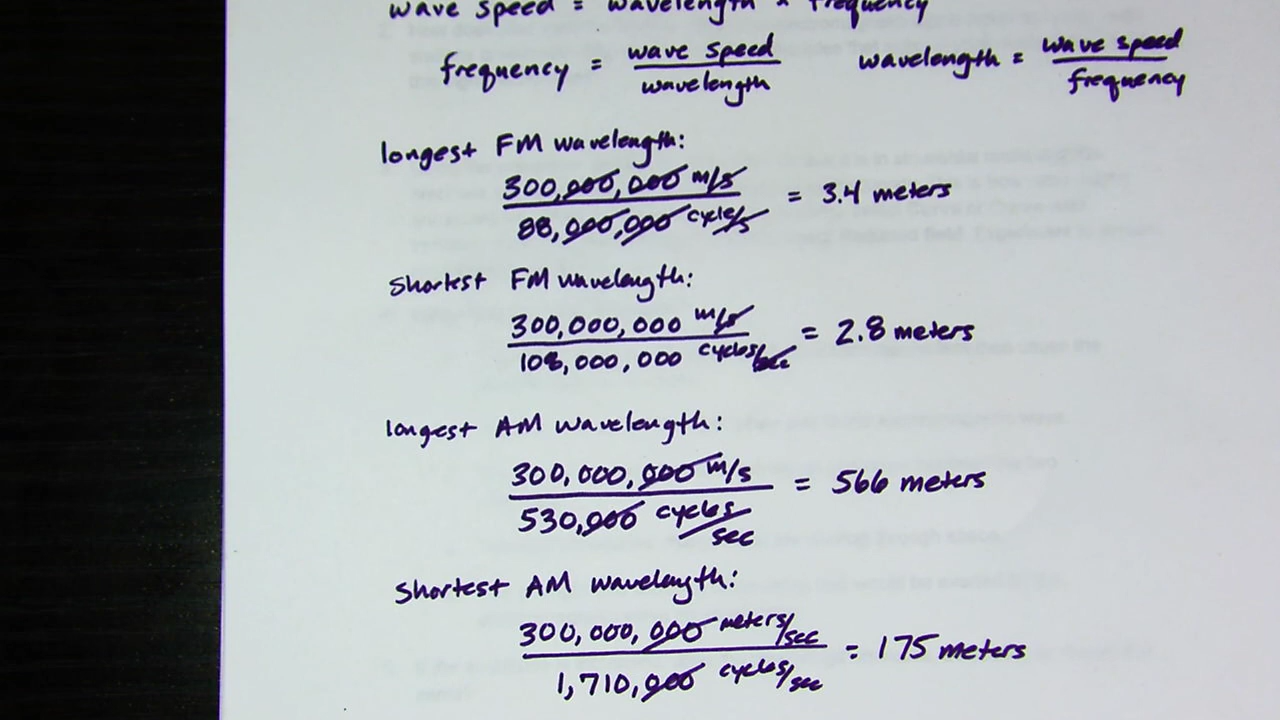 wave speed = wavelength × frequency
frequency = wave speed / wavelength wavelength = wave speed / frequency
longest FM wavelength:
300,000,000 m/s
88,000,000 cycle/s
= 3.4 meters
shortest FM wavelength:
300,000,000 m/s
108,000,000 cycles/sec
= 2.8 meters
longest AM wavelength:
300,000,000 m/s
530,000 cycles/sec
= 566 meters
shortest AM wavelength:
300,000,000 meters/sec
1,710,000 cycles/sec
= 175 meters